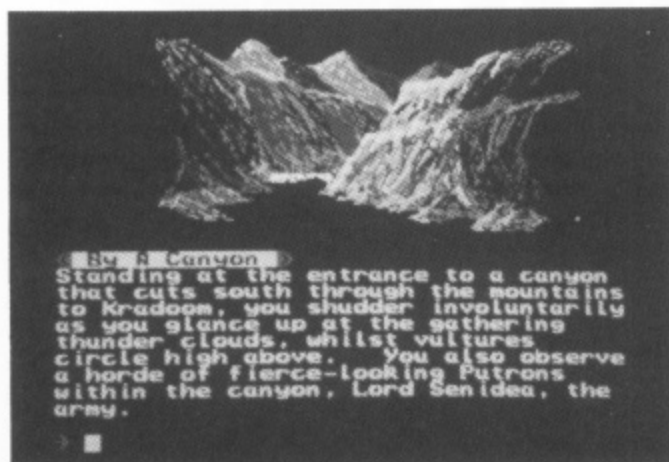 By A Canyon
Standing at the entrance to a canyon
that cuts south through the mountains
to Kradoom, you shudder involuntarily
as you glance up at the gathering
thunder clouds, whilst vultures
circle high above. You also observe
a horde of fierce-looking Putrons
within the canyon, Lord Senidea, the
army.
>